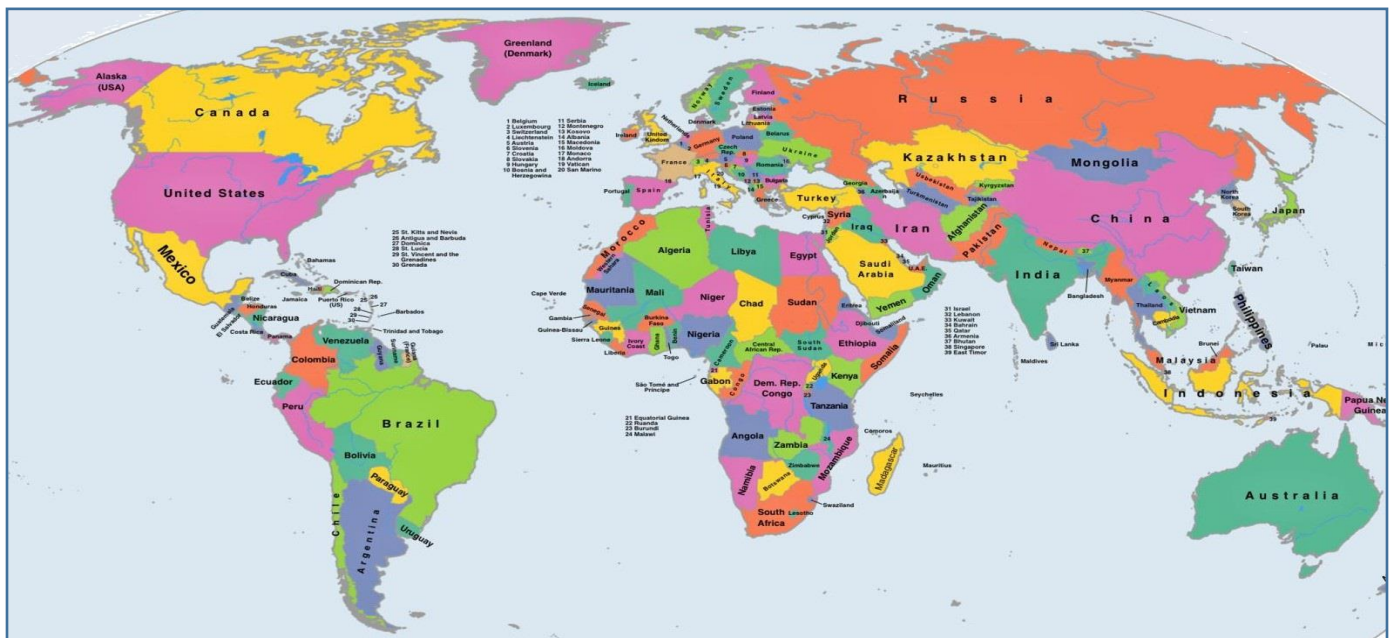 Greenland
(Denmark)
Alaska
(USA)
Canada
United States
Mexico
Iceland
Norway
Sweden
Finland
Estonia
Latvia
Lithuania
Denmark
Russia
1 Belgium
2 Luxembourg
3 Switzerland
4 Liechtenstein
5 Austria
6 Slovenia
7 Croatia
8 Slovakia
9 Hungary
10 Bosnia and
Herzegowina
11 Serbia
12 Montenegro
13 Kosovo
14 Albania
15 Macedonia
16 Moldova
17 Monaco
18 Andorra
19 Vatican
20 San Marino
Ireland
United
Kindom
Netherlands
Germany
Poland
Belarus
Czech
Rep.
Ukraine
France
Romania
Italy
Bulgaria
Portugal
Spain
Greece
Turkey
Georgia
Azerbaijan
Kazakhstan
Uzbekistan
Turkmenistan
Kyrgyzstan
Tajikistan
Mongolia
China
North
Korea
South
Korea
Japan
Cyprus
Syria
Iraq
Iran
Jordan
Afghanistan
Pakistan
Nepal
India
Saudi
Arabia
U.A.E.
Oman
Yemen
Bangladesh
Myanmar
Laos
Thailand
Vietnam
Cambodia
Taiwan
Philippines
Sri Lanka
Maldives
Brunei
Malaysia
Indonesia
Palau
Mic
Papua New
Guinea
Australia
31 Israel
32 Lebanon
33 Kuwait
34 Bahrain
35 Qatar
36 Armenia
37 Bhutan
38 Singapore
39 East Timor
Morocco
Western
Sahara
Algeria
Tunisia
Libya
Egypt
Mauritania
Mali
Niger
Chad
Sudan
Eritrea
Djibouti
Somaliland
Cape Verde
Senegal
Gambia
Guinea-Bissau
Guinea
Sierra Leone
Liberia
Ivory
Coast
Burkina
Faso
Ghana
Togo
Benin
Nigeria
Cameroon
Central
African Rep.
South
Sudan
Ethiopia
Somalia
São Tomé and
Príncipe
Gabon
Congo
Dem. Rep.
Congo
Uganda
Kenya
Tanzania
Seychelles
21 Equatorial Guinea
22 Ruanda
23 Burundi
24 Malawi
Angola
Zambia
Comoros
Mozambique
Zimbabwe
Madagascar
Mauritius
Namibia
Botswana
Swaziland
South
Africa
Lesotho
25 St. Kitts and Nevis
26 Antigua and Barbuda
27 Dominica
28 St. Lucia
29 St. Vincent and the
Grenadines
30 Grenada
Bahamas
Cuba
Haiti
Dominican Rep.
Jamaica
Puerto Rico
(US)
Belize
Honduras
Guatemala
El Salvador
Nicaragua
Costa Rica
Panama
Barbados
Trinidad and Tobago
Venezuela
Guyana
Suriname
Guiana
(France)
Colombia
Ecuador
Peru
Brazil
Bolivia
Paraguay
Chile
Argentina
Uruguay